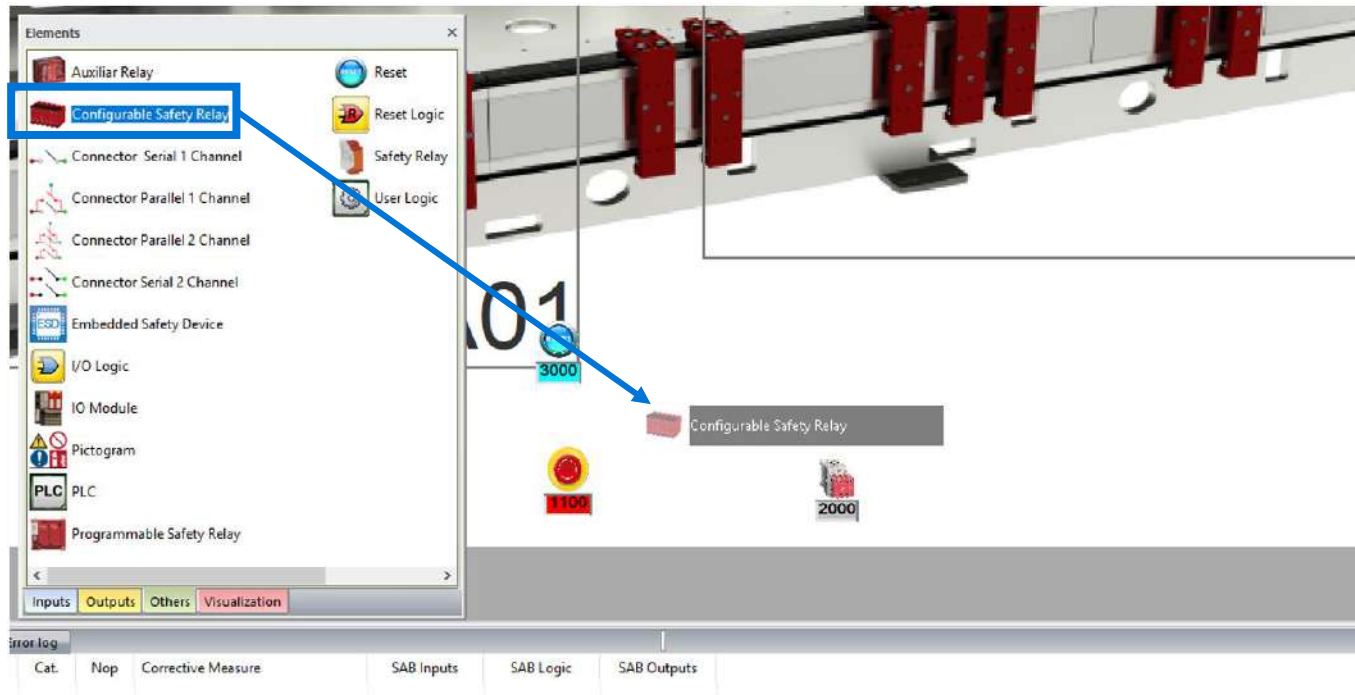 Elements
Auxiliar Relay
Configurable Safety Relay
Connector Serial 1 Channel
Connector Parallel 1 Channel
Connector Parallel 2 Channel
Connector Serial 2 Channel
ESD Embedded Safety Device
I/O Logic
IO Module
Pictogram
PLC PLC
Programmable Safety Relay
RESET Reset
R Reset Logic
Safety Relay
User Logic
Inputs Outputs Others Visualization
A01
3000
Configurable Safety Relay
1100
2000
Error log
Cat. Nop Corrective Measure SAB Inputs SAB Logic SAB Outputs